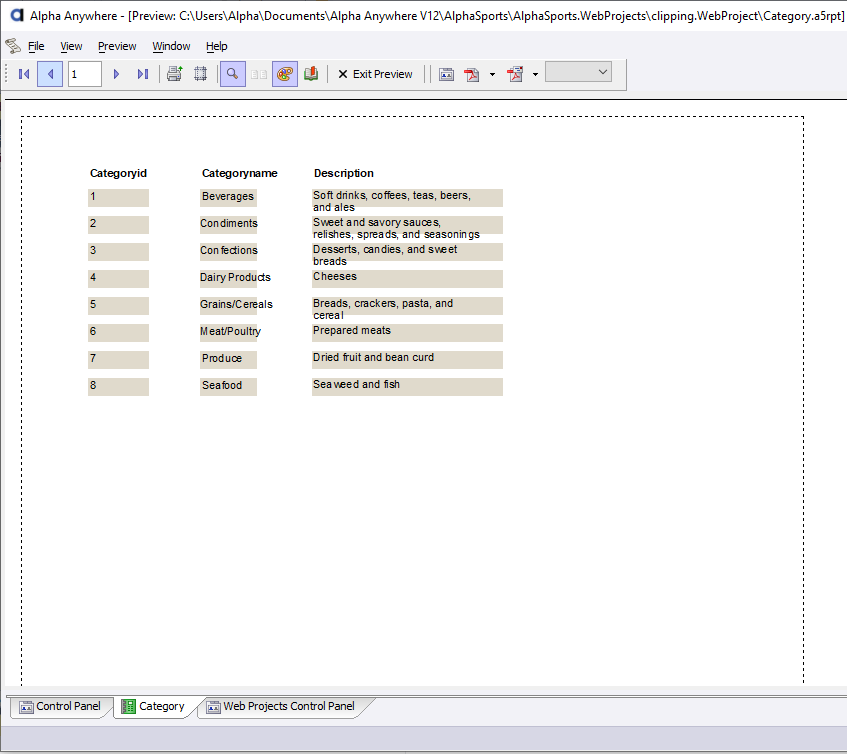 Alpha Anywhere - [Preview: C:\Users\Alpha\Documents\Alpha Anywhere V12\AlphaSports\AlphaSports.WebProjects\clipping.WebProject\Category.a5rpt]
File View Preview Window Help
1 Exit Preview
Categoryid Categoryname Description
1 Beverages Soft drinks, coffees, teas, beers,
and ales
2 Condiments Sweet and savory sauces,
relishes, spreads, and seasonings
3 Confections Desserts, candies, and sweet
breads
4 Dairy Products Cheeses
5 Grains/Cereals Breads, crackers, pasta, and
cereal
6 Meat/Poultry Prepared meats
7 Produce Dried fruit and bean curd
8 Seafood Seaweed and fish
Control Panel Category Web Projects Control Panel